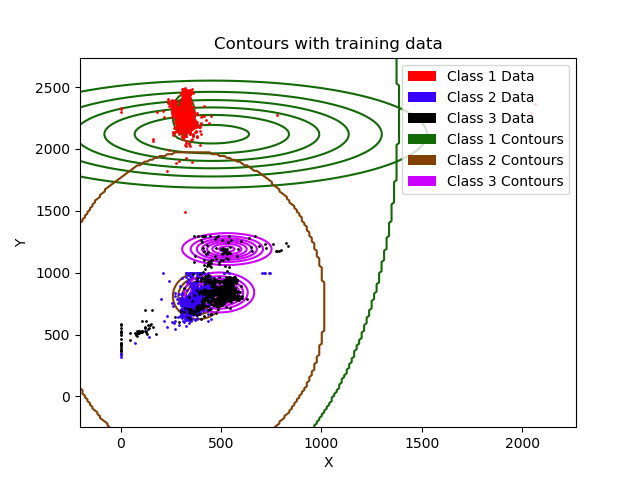 Contours with training data
Class 1 Data
Class 2 Data
Class 3 Data
Class 1 Contours
Class 2 Contours
Class 3 Contours
2500
2000
1500
1000
500
0
Y
0 500 1000 1500 2000
X